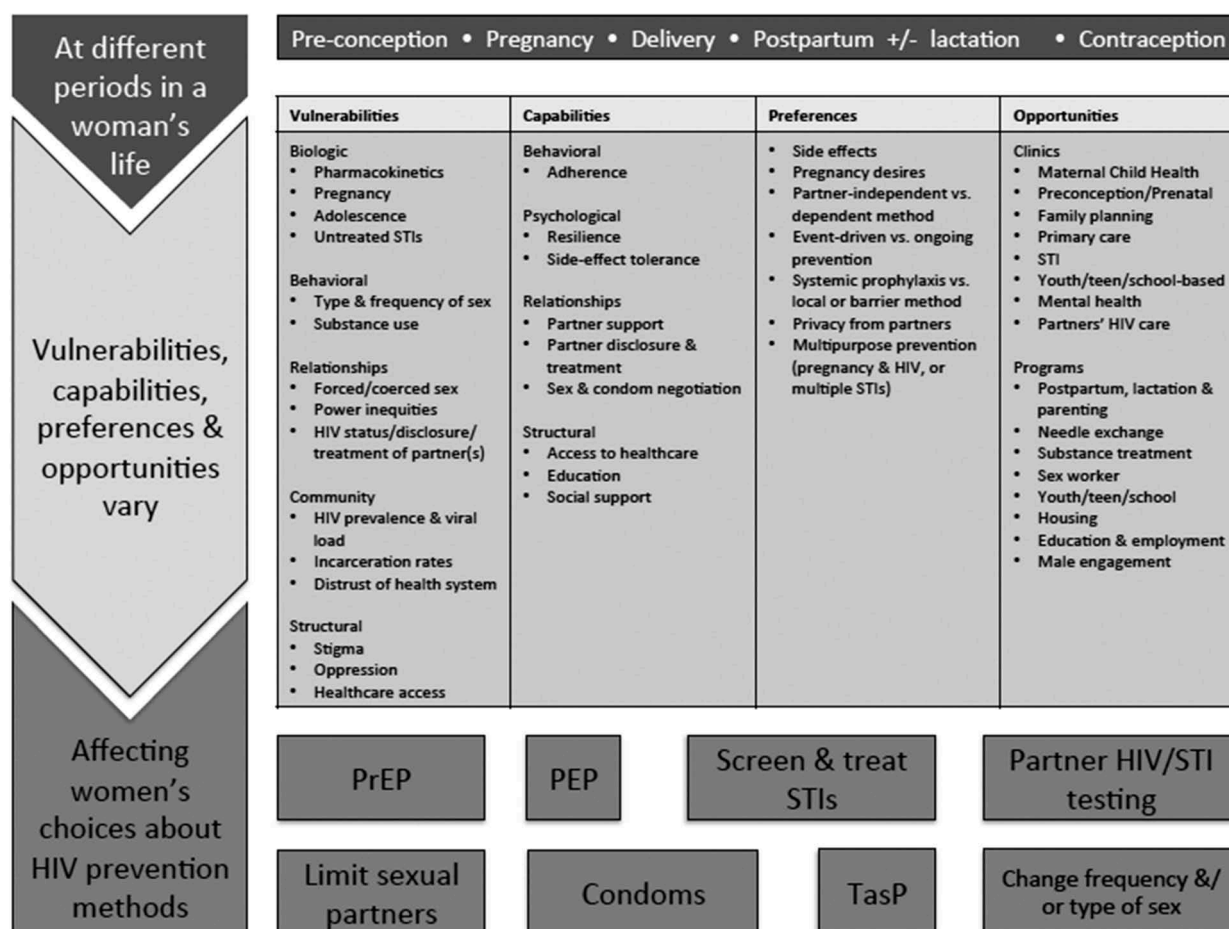 At different
periods in a
woman's
life
Pre-conception • Pregnancy • Delivery • Postpartum +/- lactation • Contraception
Vulnerabilities,
capabilities,
preferences &
opportunities
vary
Vulnerabilities
Biologic
• Pharmacokinetics
• Pregnancy
• Adolescence
• Untreated STIs
Behavioral
• Type & frequency of sex
• Substance use
Relationships
• Forced/coerced sex
• Power inequities
• HIV status/disclosure/
treatment of partner(s)
Community
• HIV prevalence & viral
load
• Incarceration rates
• Distrust of health system
Structural
• Stigma
• Oppression
• Healthcare access
Capabilities
Behavioral
• Adherence
Psychological
• Resilience
• Side-effect tolerance
Relationships
• Partner support
• Partner disclosure &
treatment
• Sex & condom negotiation
Structural
• Access to healthcare
• Education
• Social support
Preferences
• Side effects
• Pregnancy desires
• Partner-independent vs.
dependent method
• Event-driven vs. ongoing
prevention
• Systemic prophylaxis vs.
local or barrier method
• Privacy from partners
• Multipurpose prevention
(pregnancy & HIV, or
multiple STIs)
Opportunities
Clinics
• Maternal Child Health
• Preconception/Prenatal
• Family planning
• Primary care
• STI
• Youth/teen/school-based
• Mental health
• Partners' HIV care
Programs
• Postpartum, lactation &
parenting
• Needle exchange
• Substance treatment
• Sex worker
• Youth/teen/school
• Housing
• Education & employment
• Male engagement
Affecting
women's
choices about
HIV prevention
methods
PrEP
PEP
Screen & treat
STIs
Partner HIV/STI
testing
Limit sexual
partners
Condoms
TasP
Change frequency &/
or type of sex